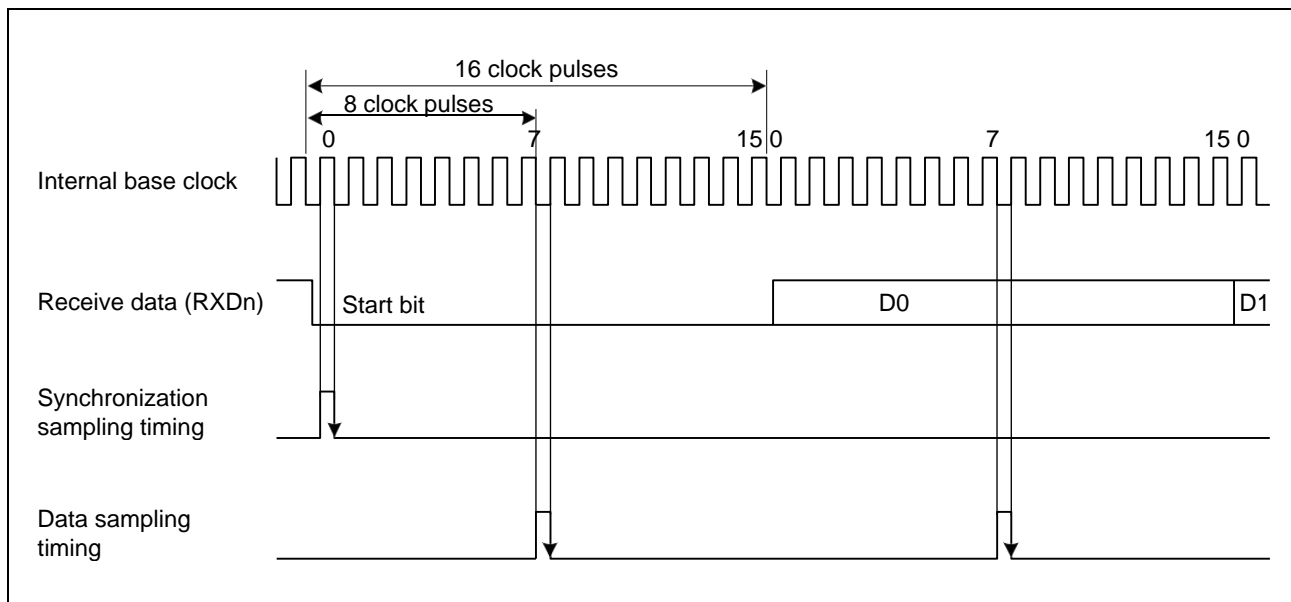 16 clock pulses
8 clock pulses
0 7 15 0 7 15 0
Internal base clock
Receive data (RXDn)
Start bit
D0
D1
Synchronization
sampling timing
Data sampling
timing